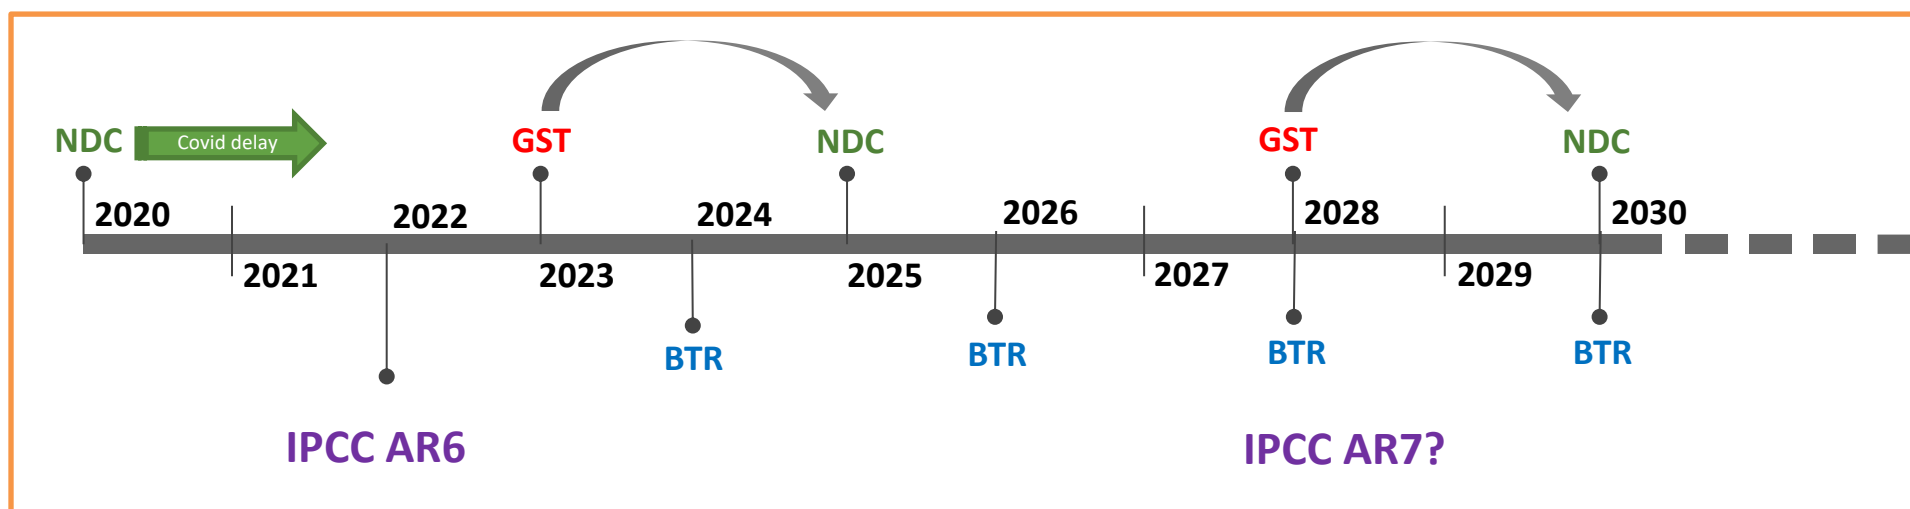 NDC Covid delay GST NDC GST NDC
2020 2022 2024 2026 2028 2030
2021 2023 2025 2027 2029
BTR BTR BTR BTR
IPCC AR6 IPCC AR7?